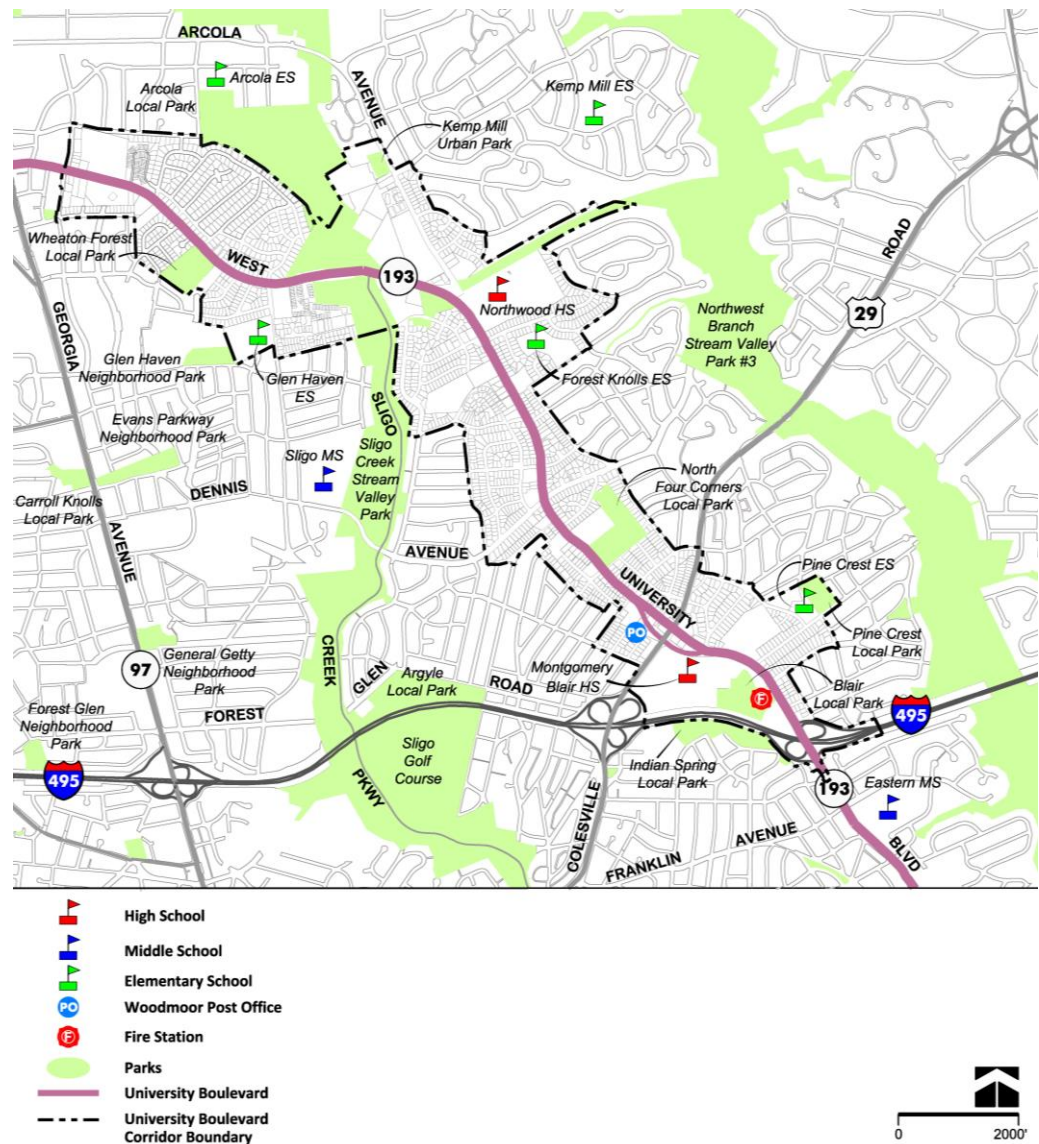 ARCOLA
Arcola ES
Arcola
Local Park
AVENUE
Kemp Mill ES
Kemp Mill
Urban Park
Wheaton Forest
Local Park
WEST
193
ROAD
29
Northwood HS
Northwest
Branch
Stream Valley
Park #3
GEORGIA
Glen Haven
Neighborhood Park
Glen Haven
ES
Forest Knolls ES
Evans Parkway
Neighborhood Park
SLIGO
Sligo MS
Sligo
Creek
Stream
Valley
Park
North
Four Corners
Local Park
DENNIS
Carroll Knolls
Local Park
AVENUE
AVENUE
Pine Crest ES
UNIVERSITY
PO
Pine Crest
Local Park
CREEK
97
General Getty
Neighborhood
Park
GLEN
Argyle
Local Park
ROAD
Montgomery
Blair HS
Blair
Local Park
F
Forest Glen
Neighborhood
Park
FOREST
495
Sligo
Golf
Course
495
PKWY
Indian Spring
Local Park
193
Eastern MS
COLESVILLE
FRANKLIN
AVENUE
BLVD
High School
Middle School
Elementary School
PO
Woodmoor Post Office
F
Fire Station
Parks
University Boulevard
University Boulevard
Corridor Boundary
0 2000'